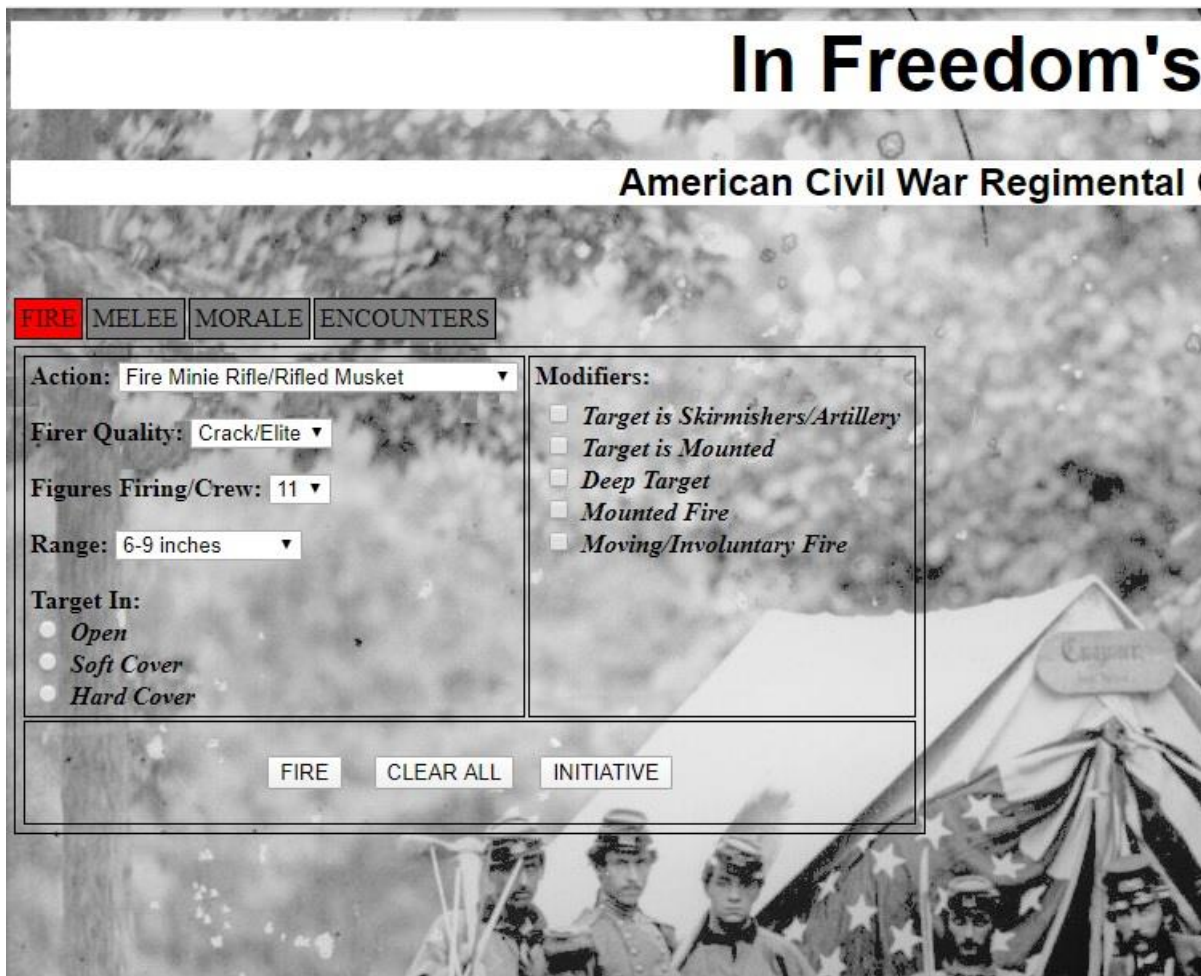 In Freedom's
American Civil War Regimental
FIRE MELEE MORALE ENCOUNTERS
Action: Fire Minie Rifle/Rifled Musket
Firer Quality: Crack/Elite
Figures Firing/Crew: 11
Range: 6-9 inches
Target In:
Open
Soft Cover
Hard Cover
Modifiers:
Target is Skirmishers/Artillery
Target is Mounted
Deep Target
Mounted Fire
Moving/Involuntary Fire
FIRE CLEAR ALL INITIATIVE